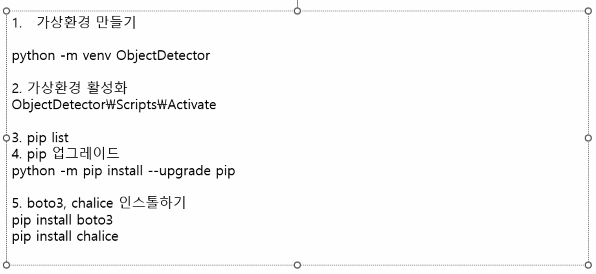 1. 가상환경 만들기
python -m venv ObjectDetector
2. 가상환경 활성화
ObjectDetector₩Scripts₩Activate
3. pip list
4. pip 업그레이드
python -m pip install --upgrade pip
5. boto3, chalice 인스톨하기
pip install boto3
pip install chalice